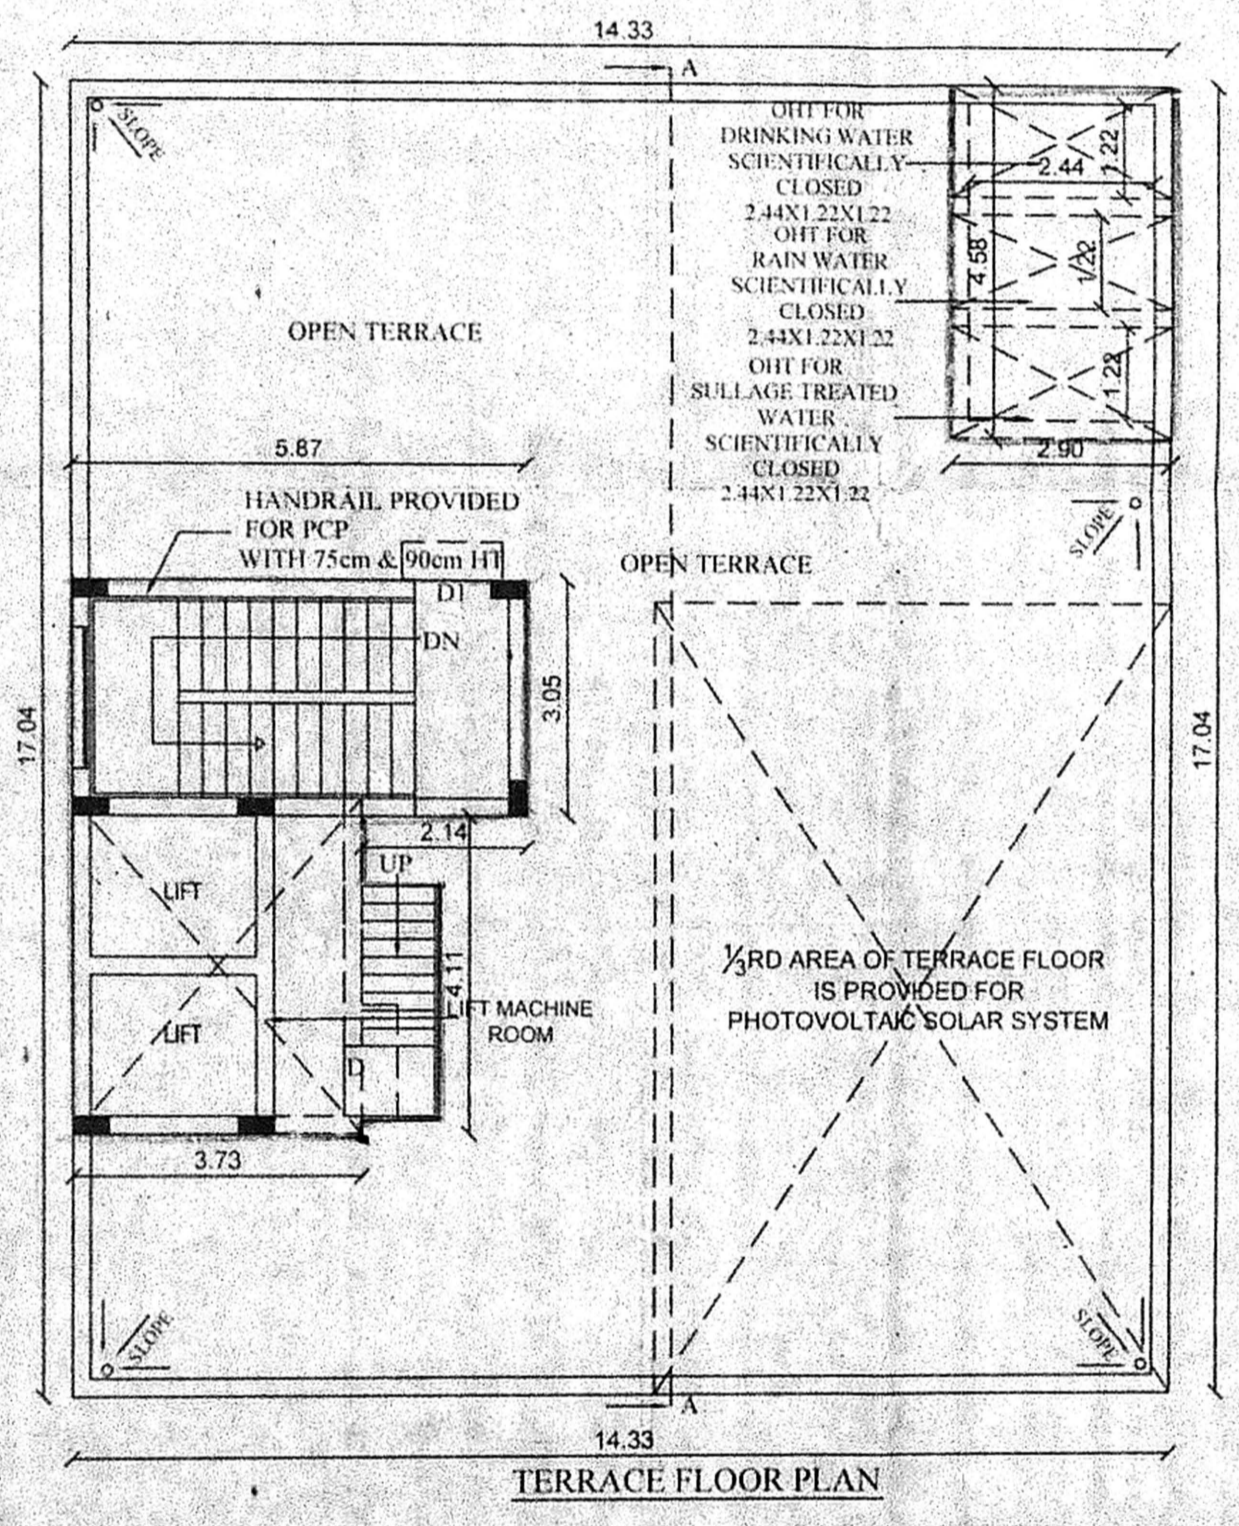 14.33
A
SLOPE
OHT FOR
DRINKING WATER
SCIENTIFICALLY
CLOSED
2.44X1.22X1.22
OHT FOR
RAIN WATER
SCIENTIFICALLY
CLOSED
2.44X1.22X1.22
OHT FOR
SULLAGE TREATED
WATER
SCIENTIFICALLY
CLOSED
2.44X1.22X1.22
1.22
2.44
4.58
1.22
1.22
2.90
OPEN TERRACE
5.87
HANDRAIL PROVIDED
FOR PCP
WITH 75cm & 90cm HT
D1
DN
SLOPE
OPEN TERRACE
17.04
3.05
17.04
2.14
UP
LIFT
4.11
LIFT MACHINE
ROOM
LIFT
D
1/3RD AREA OF TERRACE FLOOR
IS PROVIDED FOR
PHOTOVOLTAIC SOLAR SYSTEM
3.73
SLOPE
SLOPE
A
14.33
TERRACE FLOOR PLAN